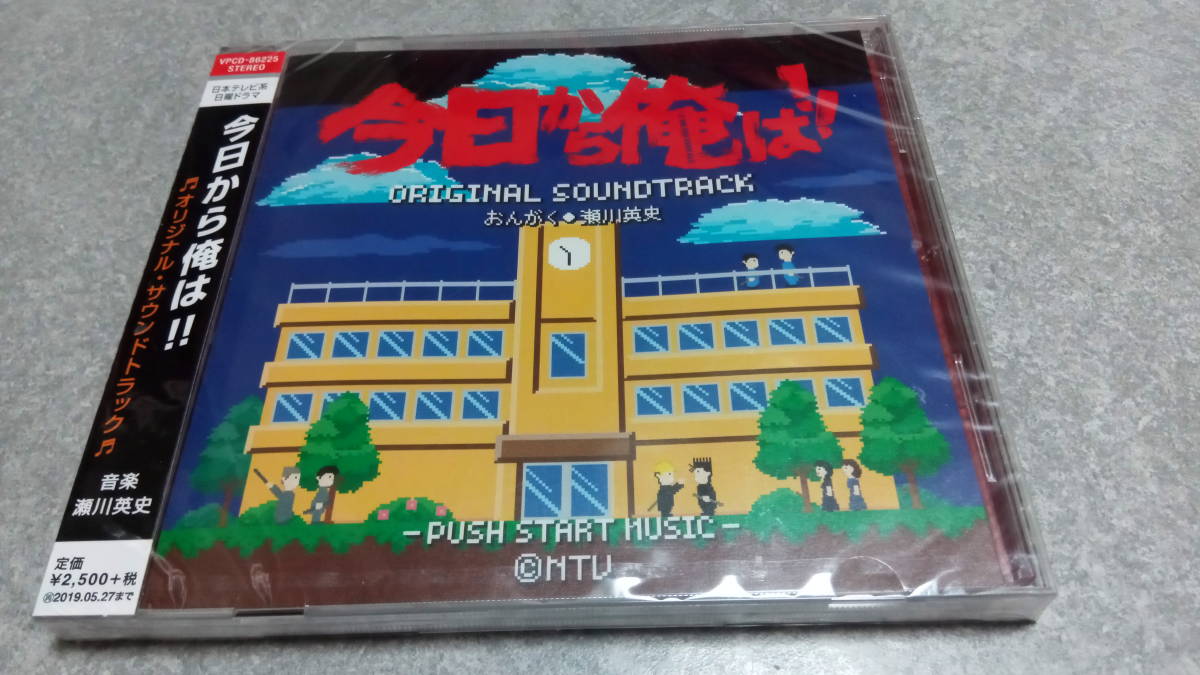 VPCD-86225
STEREO
日本テレビ系
日曜ドラマ
今日から俺は!!
♬オリジナル・サウンドトラック♬
音楽
瀬川英史
定価
¥2,500+税
Ⓡ2019.05.27まで
今日から俺は!!
ORIGINAL SOUNDTRACK
おんがく◆瀬川英史
-PUSH START MUSIC-
©NTV